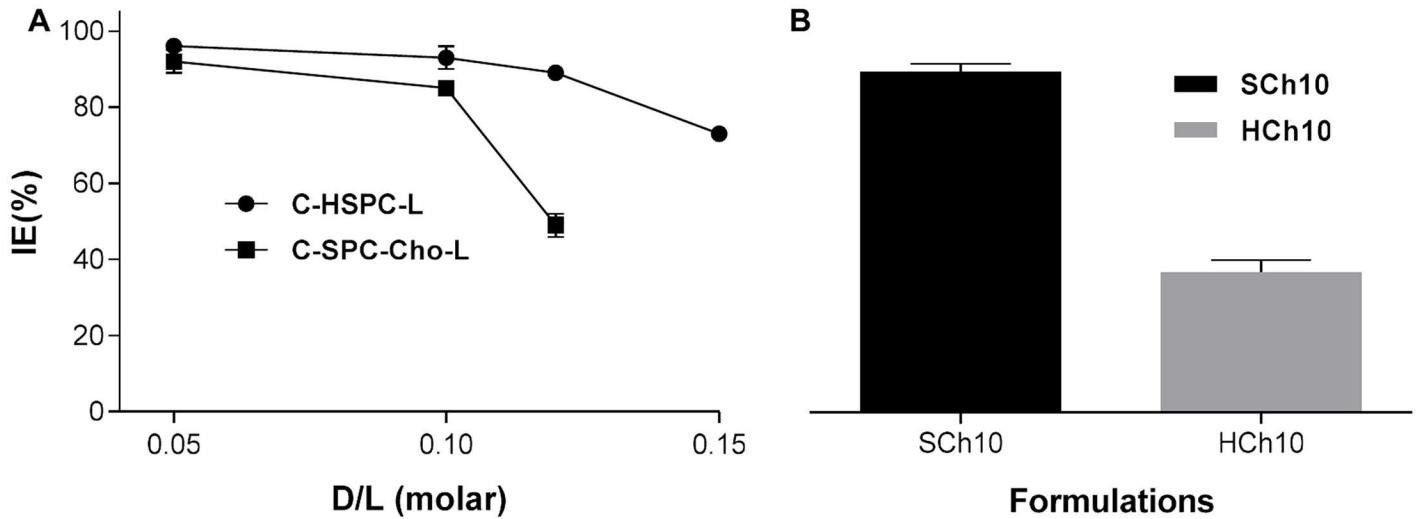 A
IE(%)
100
80
60
40
20
0
C-HSPC-L
C-SPC-Cho-L
0.05 0.10 0.15
D/L (molar)
B
SCh10
HCh10
SCh10 HCh10
Formulations